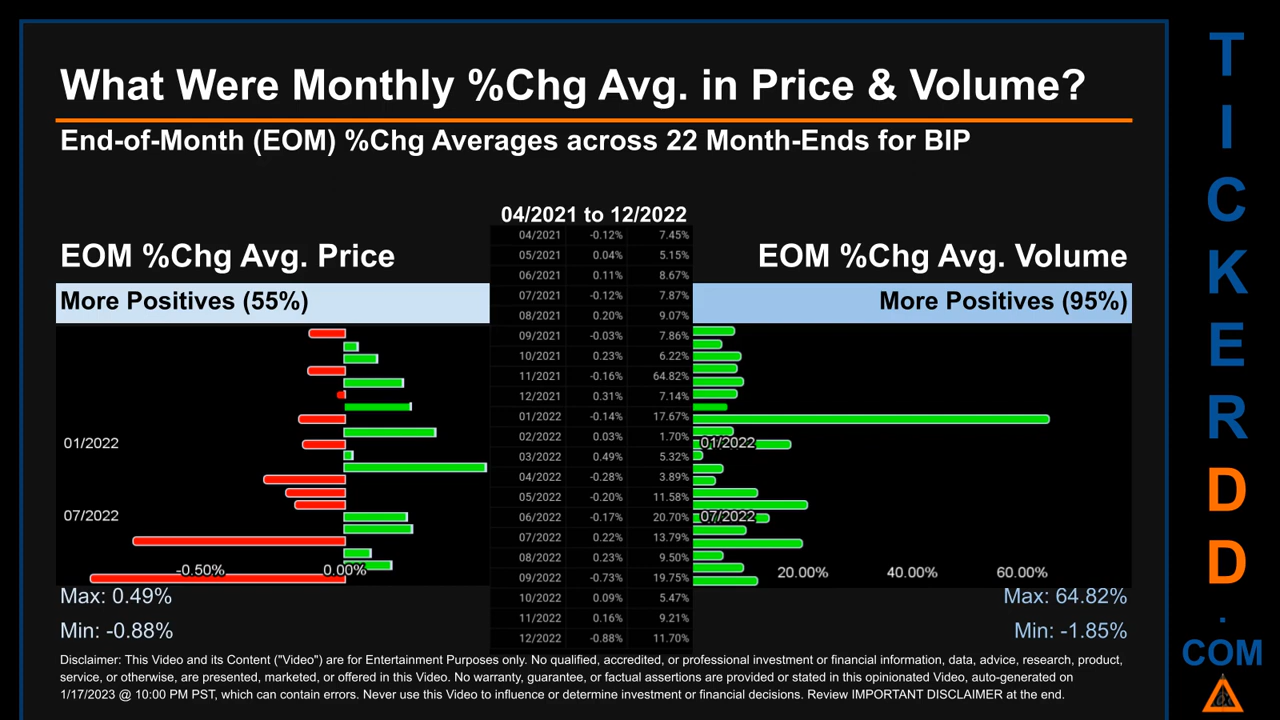 What Were Monthly %Chg Avg. in Price & Volume?
End-of-Month (EOM) %Chg Averages across 22 Month-Ends for BIP
04/2021 to 12/2022
EOM %Chg Avg. Price
More Positives (55%)
01/2022
07/2022
-0.50% 0.00%
Max: 0.49%
Min: -0.88%
04/2021 -0.12% 7.45%
05/2021 0.04% 5.15%
06/2021 0.11% 8.67%
07/2021 -0.12% 7.87%
08/2021 0.20% 9.07%
09/2021 -0.03% 7.86%
10/2021 0.23% 6.22%
11/2021 -0.16% 64.82%
12/2021 0.31% 7.14%
01/2022 -0.14% 17.67%
02/2022 0.03% 1.70%
03/2022 0.49% 5.32%
04/2022 -0.28% 3.89%
05/2022 -0.20% 11.58%
06/2022 -0.17% 20.70%
07/2022 0.22% 13.79%
08/2022 0.23% 9.50%
09/2022 -0.73% 19.75%
10/2022 0.09% 5.47%
11/2022 0.16% 9.21%
12/2022 -0.88% 11.70%
EOM %Chg Avg. Volume
More Positives (95%)
01/2022
07/2022
20.00% 40.00% 60.00%
Max: 64.82%
Min: -1.85%
Disclaimer: This Video and its Content ("Video") are for Entertainment Purposes only. No qualified, accredited, or professional investment or financial information, data, advice, research, product,
service, or otherwise, are presented, marketed, or offered in this Video. No warranty, guarantee, or factual assertions are provided or stated in this opinionated Video, auto-generated on
1/17/2023 @ 10:00 PM PST, which can contain errors. Never use this Video to influence or determine investment or financial decisions. Review IMPORTANT DISCLAIMER at the end.
T
I
C
K
E
R
D
D
.
COM